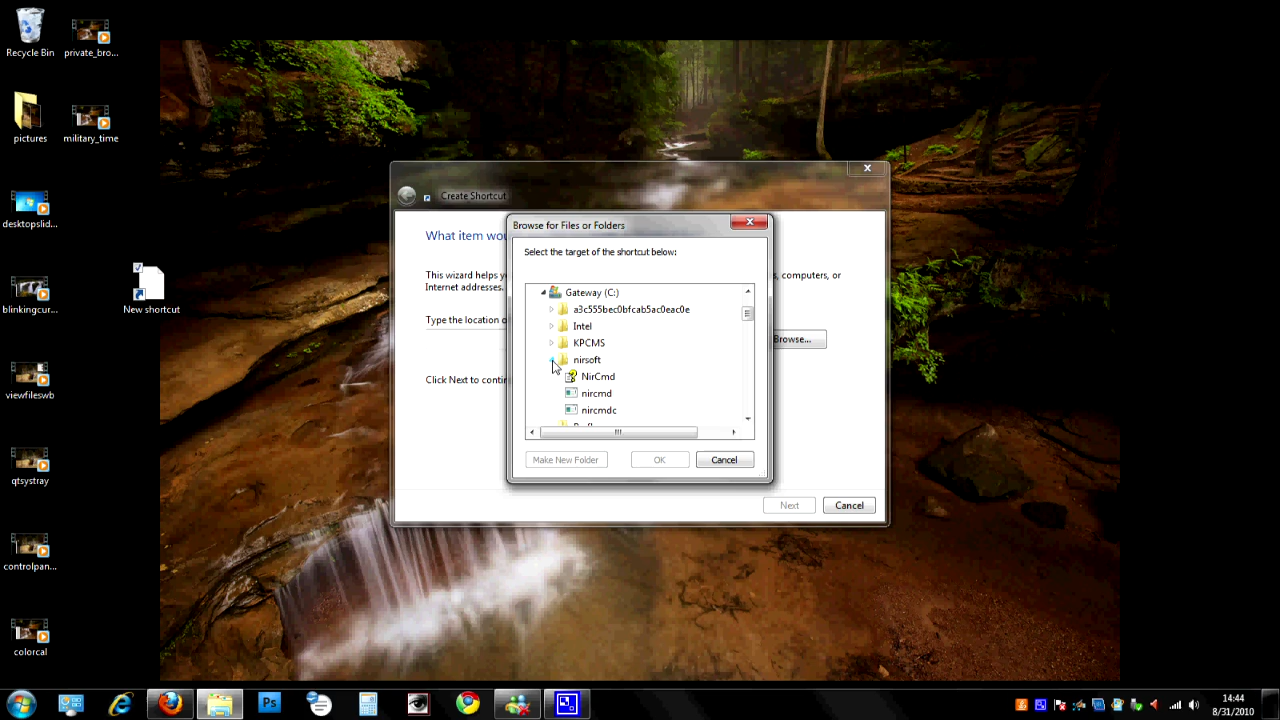 Recycle Bin
private_bro...
pictures
military_time
desktopslid...
blinkingcur...
New shortcut
viewfileswb
qtsystray
controlpan...
colorcal
Create Shortcut
What item wou
This wizard helps y
s, computers, or
Internet addresses.
Type the location o
Browse...
Click Next to contin
Next
Cancel
Browse for Files or Folders
Select the target of the shortcut below:
Gateway (C:)
a3c555bec0bfcab5ac0eac0e
Intel
KPCMS
nirsoft
NirCmd
nircmd
nircmdc
Make New Folder
OK
Cancel
Ps
14:44
8/31/2010